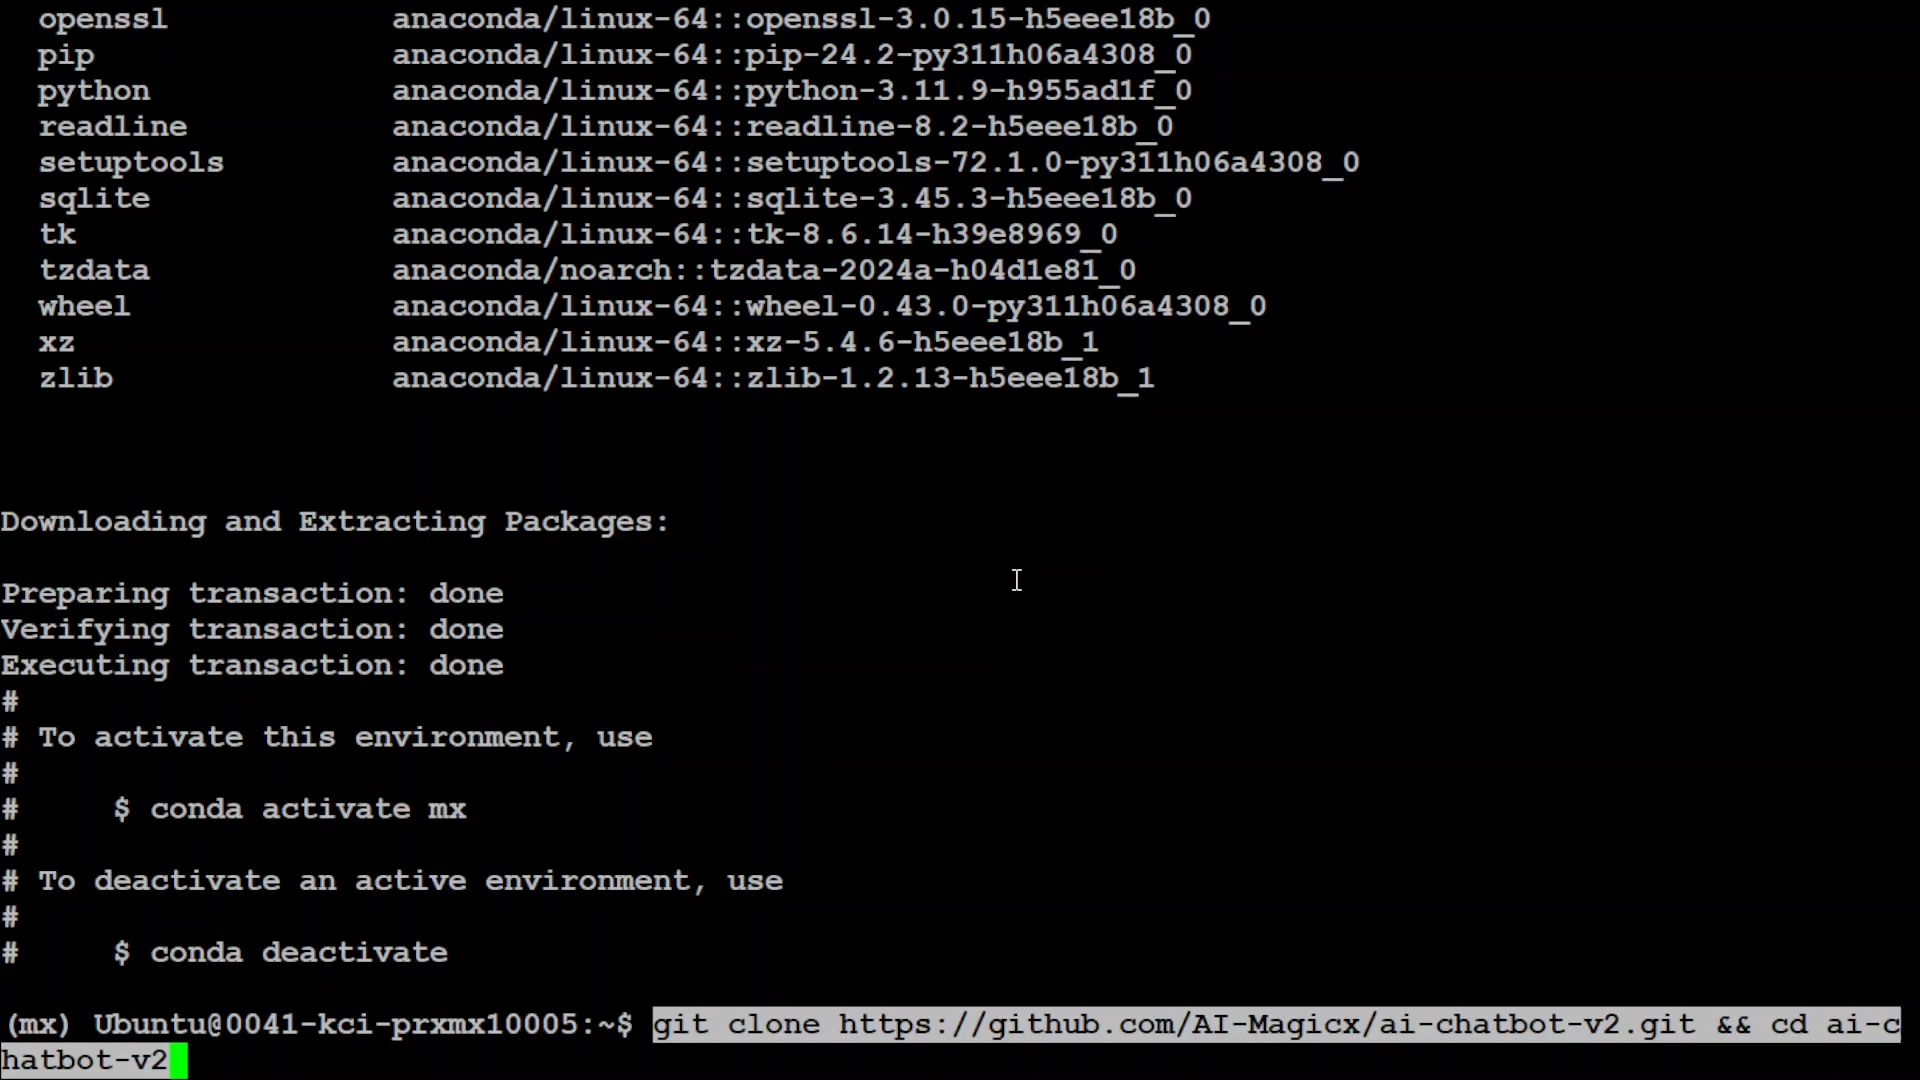 openssl anaconda/linux-64::openssl-3.0.15-h5eee18b_0
pip anaconda/linux-64::pip-24.2-py311h06a4308_0
python anaconda/linux-64::python-3.11.9-h955ad1f_0
readline anaconda/linux-64::readline-8.2-h5eee18b_0
setuptools anaconda/linux-64::setuptools-72.1.0-py311h06a4308_0
sqlite anaconda/linux-64::sqlite-3.45.3-h5eee18b_0
tk anaconda/linux-64::tk-8.6.14-h39e8969_0
tzdata anaconda/noarch::tzdata-2024a-h04d1e81_0
wheel anaconda/linux-64::wheel-0.43.0-py311h06a4308_0
xz anaconda/linux-64::xz-5.4.6-h5eee18b_1
zlib anaconda/linux-64::zlib-1.2.13-h5eee18b_1
Downloading and Extracting Packages:
Preparing transaction: done
Verifying transaction: done
Executing transaction: done
#
# To activate this environment, use
#
# $ conda activate mx
#
# To deactivate an active environment, use
#
# $ conda deactivate
(mx) Ubuntu@0041-kci-prxmx10005:~$ git clone https://github.com/AI-Magicx/ai-chatbot-v2.git && cd ai-c
hatbot-v2